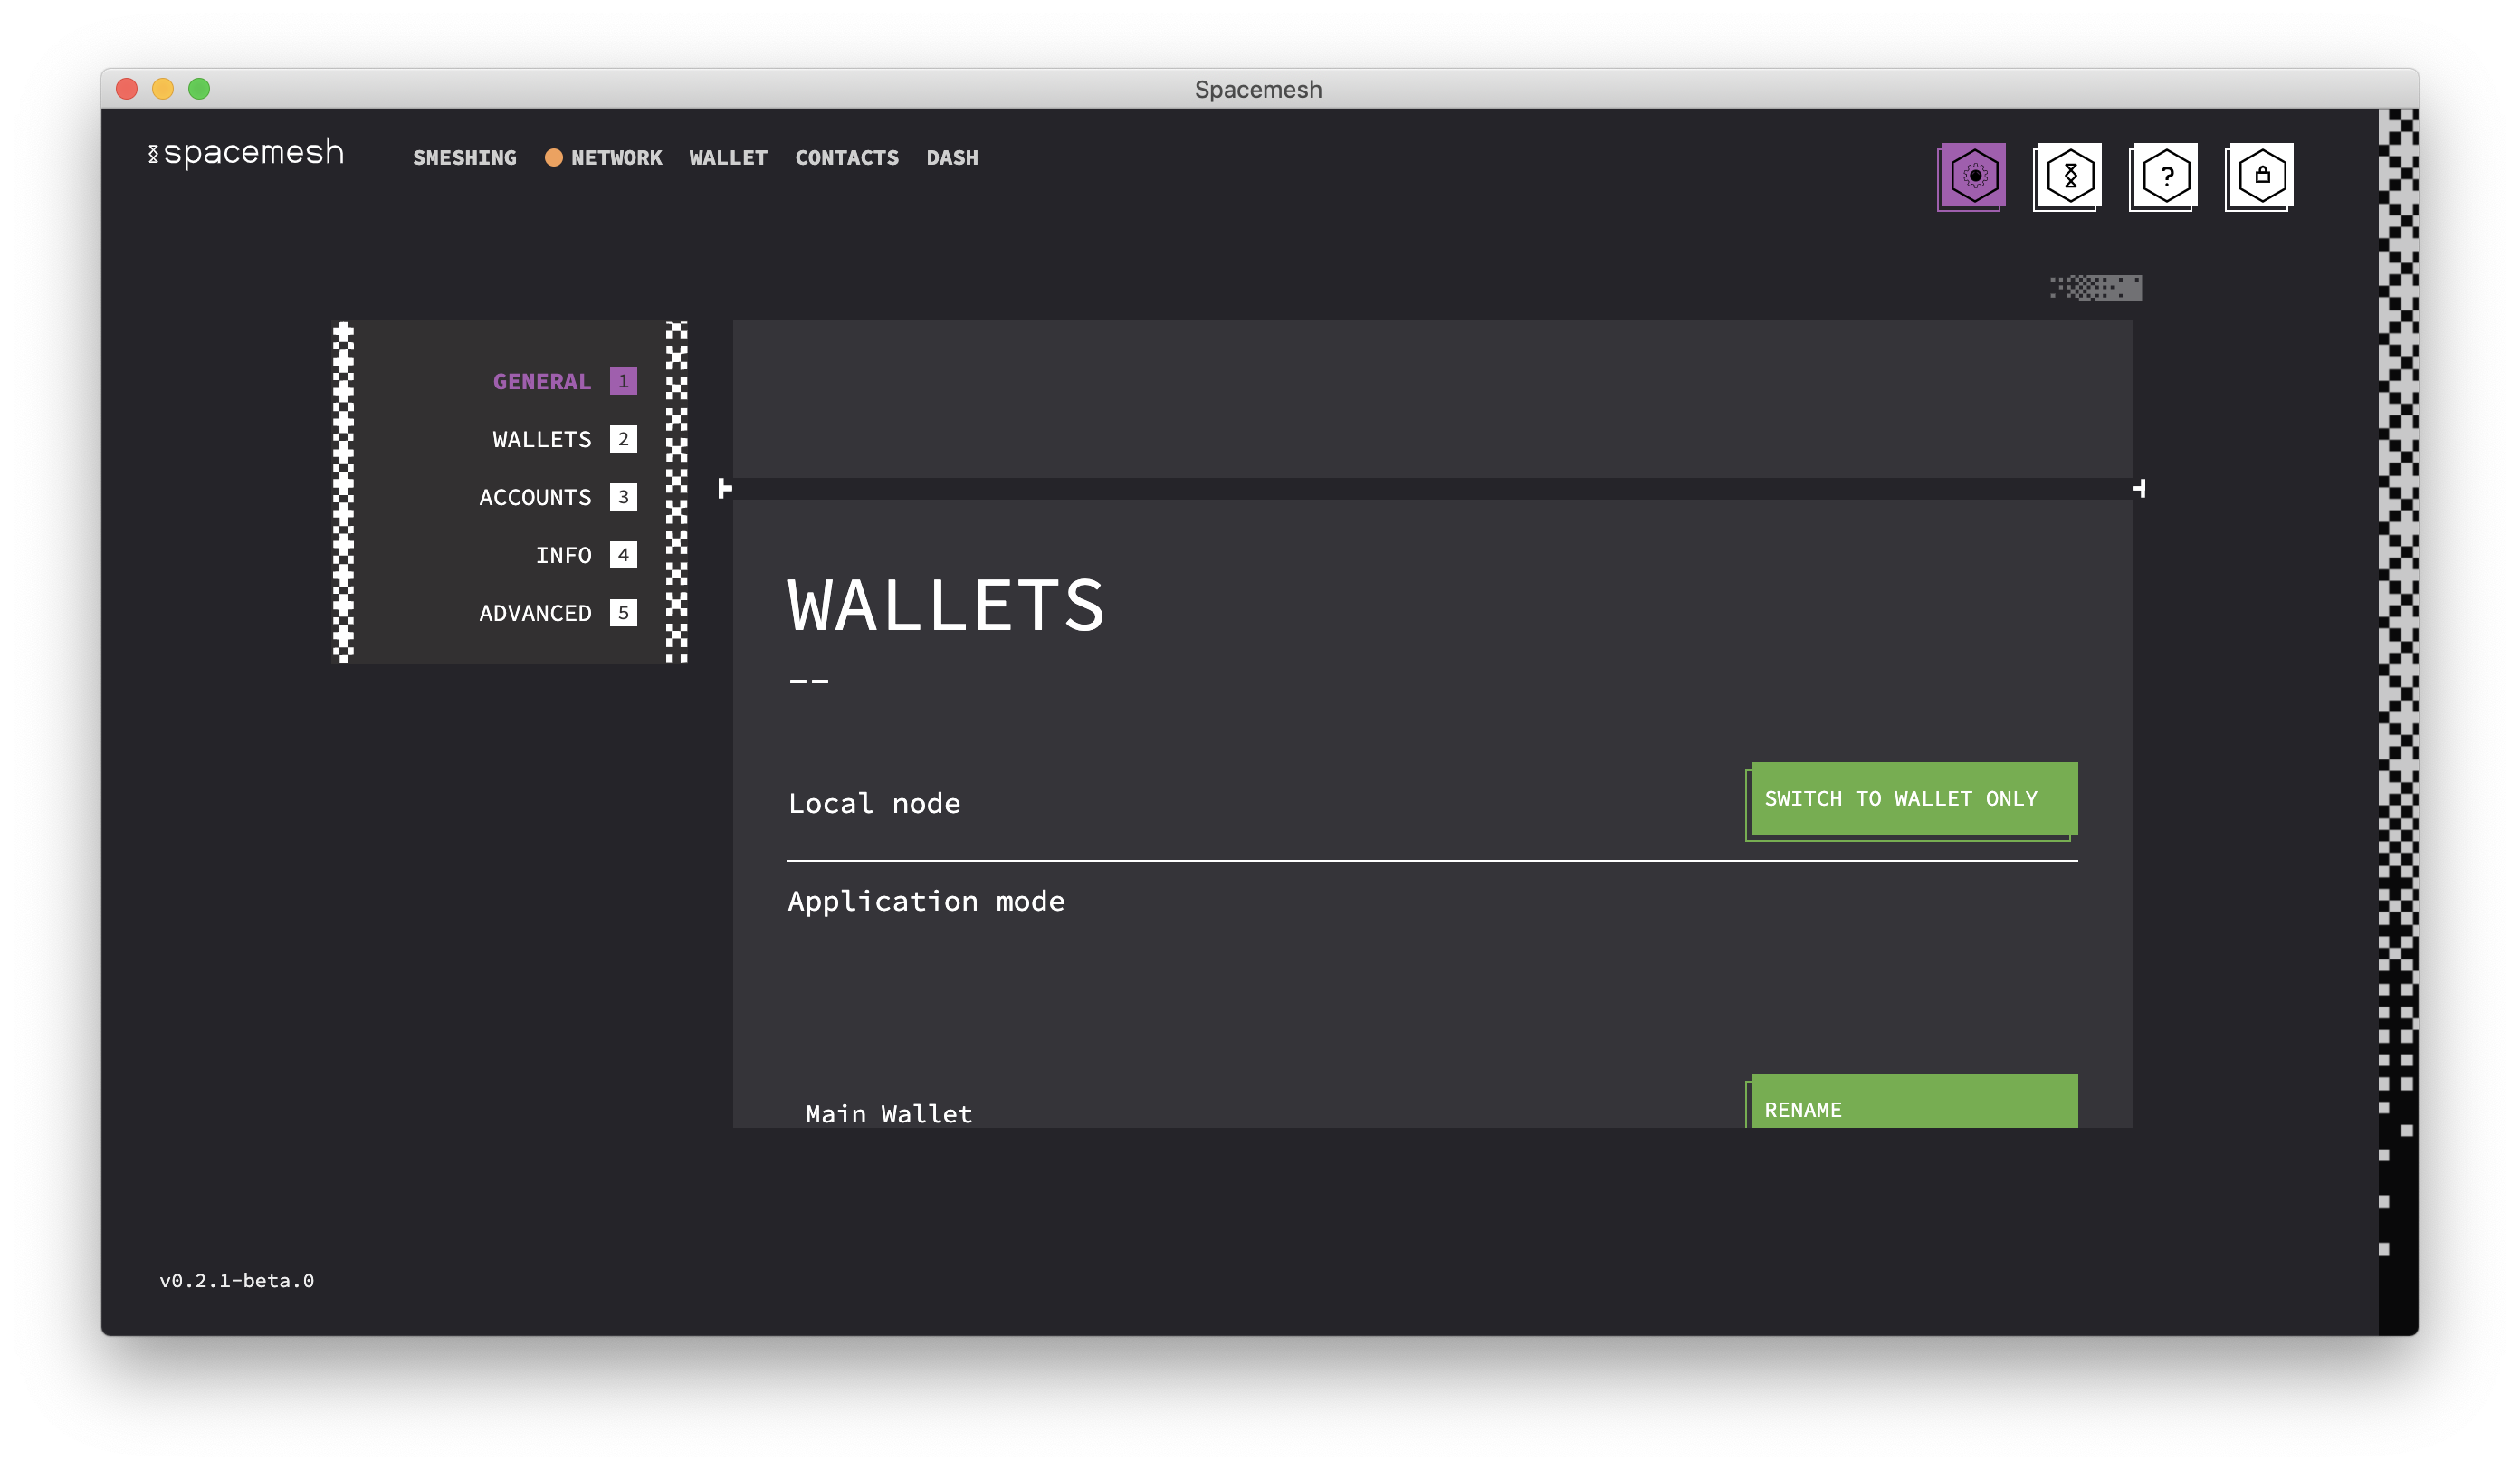 Spacemesh
spacemesh
SMESHING NETWORK WALLET CONTACTS DASH
?
GENERAL 1
WALLETS 2
ACCOUNTS 3
INFO 4
ADVANCED 5
WALLETS
--
Local node
SWITCH TO WALLET ONLY
Application mode
Main Wallet
RENAME
v0.2.1-beta.0